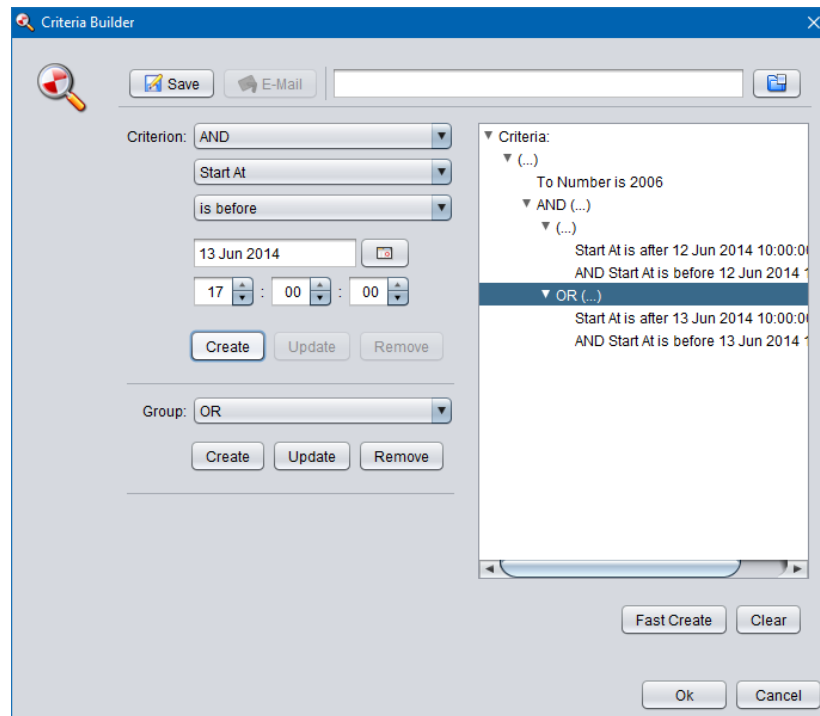 Criteria Builder
Save
E-Mail
Criterion: AND
Start At
is before
13 Jun 2014
17 : 00 : 00
Create Update Remove
Group: OR
Create Update Remove
Criteria:
(...)
To Number is 2006
AND (...)
(...)
Start At is after 12 Jun 2014 10:00:0
AND Start At is before 12 Jun 2014 1
OR (...)
Start At is after 13 Jun 2014 10:00:0
AND Start At is before 13 Jun 2014 1
Fast Create Clear
Ok Cancel